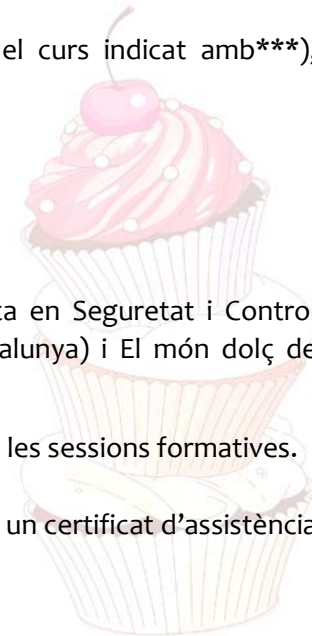 el curs indicat amb***),
ta en Seguretat i Contro
alunya) i El món dolç de
les sessions formatives.
un certificat d’assistència